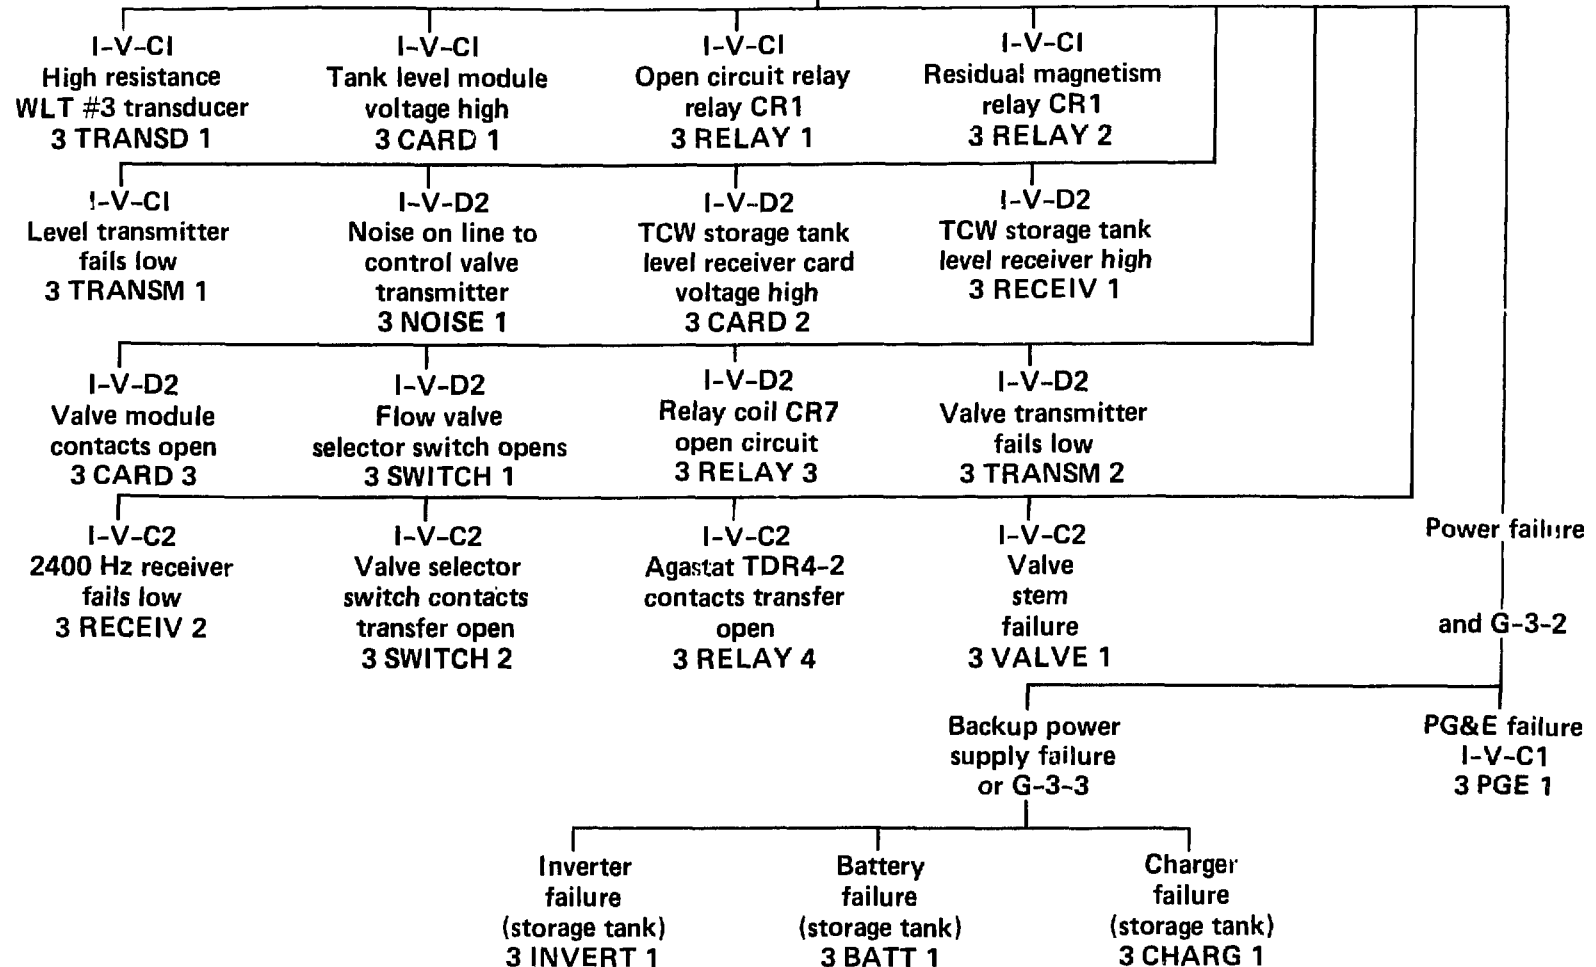 I-V-CI
High resistance
WLT #3 transducer
3 TRANSD 1
I-V-CI
Tank level module
voltage high
3 CARD 1
I-V-CI
Open circuit relay
relay CR1
3 RELAY 1
I-V-CI
Residual magnetism
relay CR1
3 RELAY 2
I-V-CI
Level transmitter
fails low
3 TRANSM 1
I-V-D2
Noise on line to
control valve
transmitter
3 NOISE 1
I-V-D2
TCW storage tank
level receiver card
voltage high
3 CARD 2
I-V-D2
TCW storage tank
level receiver high
3 RECEIV 1
I-V-D2
Valve module
contacts open
3 CARD 3
I-V-D2
Flow valve
selector switch opens
3 SWITCH 1
I-V-D2
Relay coil CR7
open circuit
3 RELAY 3
I-V-D2
Valve transmitter
fails low
3 TRANSM 2
I-V-C2
2400 Hz receiver
fails low
3 RECEIV 2
I-V-C2
Valve selector
switch contacts
transfer open
3 SWITCH 2
I-V-C2
Agastat TDR4-2
contacts transfer
open
3 RELAY 4
I-V-C2
Valve
stem
failure
3 VALVE 1
Power failure
and G-3-2
Backup power
supply failure
or G-3-3
PG&E failure
I-V-C1
3 PGE 1
Inverter
failure
(storage tank)
3 INVERT 1
Battery
failure
(storage tank)
3 BATT 1
Charger
failure
(storage tank)
3 CHARG 1